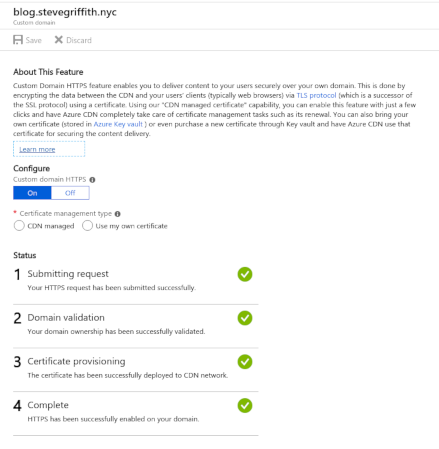 blog.stevegriffith.nyc
Custom domain
Save Discard
About This Feature
Custom Domain HTTPS feature enables you to deliver content to your users securely over your own domain. This is done by
encrypting the data between the CDN and your users' clients (typically web browsers) via TLS protocol (which is a successor of
the SSL protocol) using a certificate. Using our "CDN managed certificate" capability, you can enable this feature with just a few
clicks and have Azure CDN completely take care of certificate management tasks such as its renewal. You can also bring your
own certificate (stored in Azure Key vault ) or even purchase a new certificate through Key vault and have Azure CDN use that
certificate for securing the content delivery.
Learn more
Configure
Custom domain HTTPS
On Off
* Certificate management type
CDN managed Use my own certificate
Status
1 Submitting request
Your HTTPS request has been submitted successfully.
2 Domain validation
Your domain ownership has been successfully validated.
3 Certificate provisioning
The certificate has been successfully deployed to CDN network.
4 Complete
HTTPS has been successfully enabled on your domain.